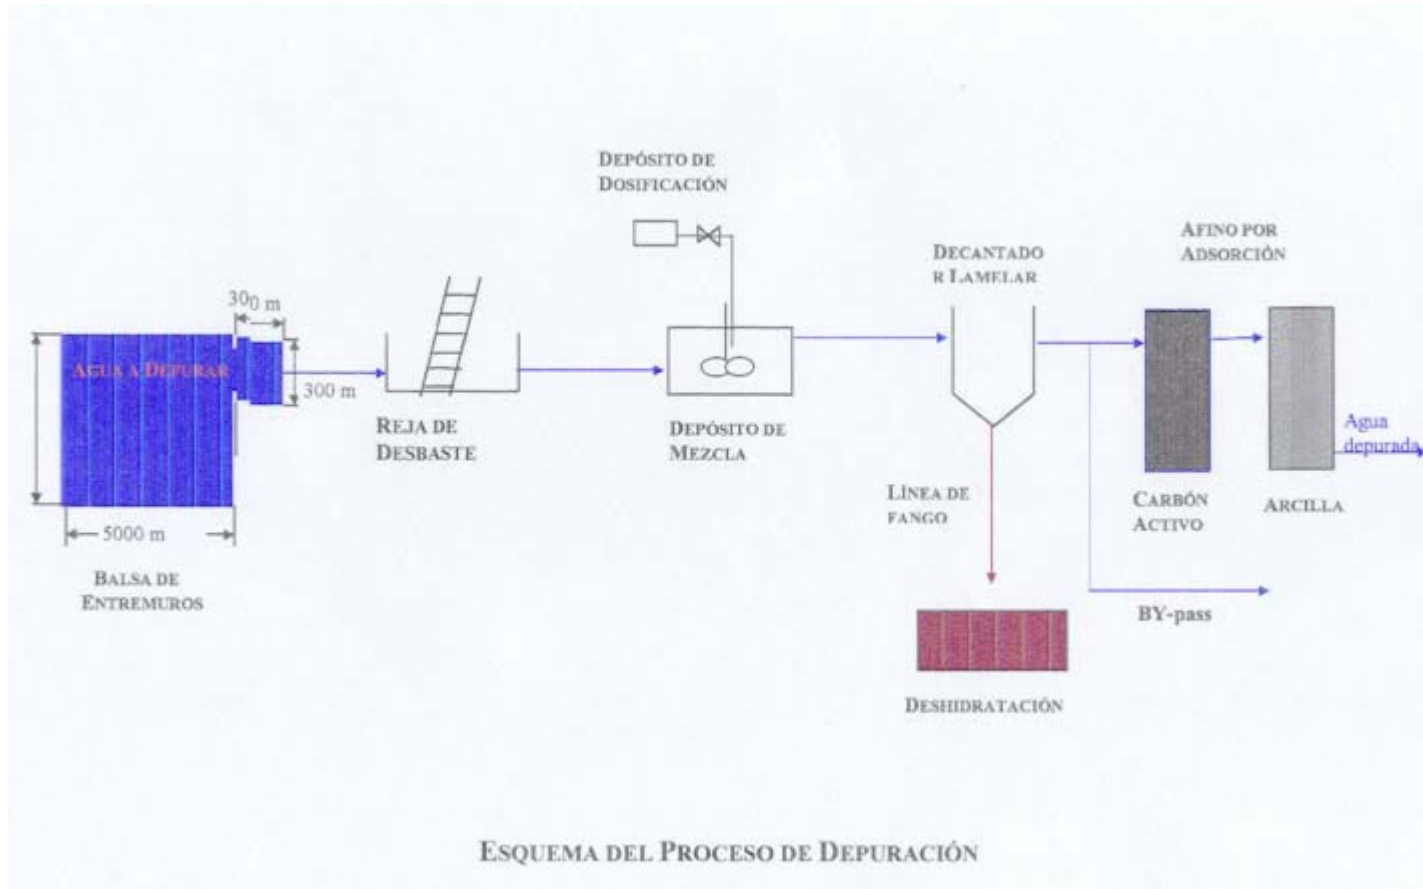 DEPÓSITO DE
DOSIFICACIÓN
AFINO POR
ADSORCIÓN
DECANTADO
R LAMELAR
300 m
AGUA A DEPURAR
300 m
REJA DE
DESBASTE
DEPÓSITO DE
MEZCLA
Agua
depurada
LÍNEA DE
FANGO
CARBÓN
ACTIVO
ARCILLA
5000 m
BALSA DE
ENTREMUROS
BY-pass
DESHIDRATACIÓN
ESQUEMA DEL PROCESO DE DEPURACIÓN